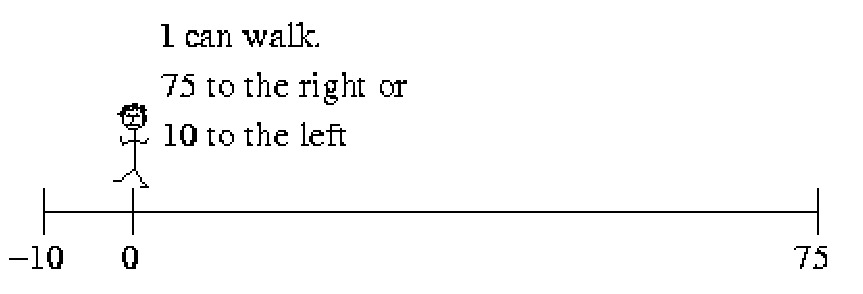 I can walk.
75 to the right or
10 to the left
−10 0 75